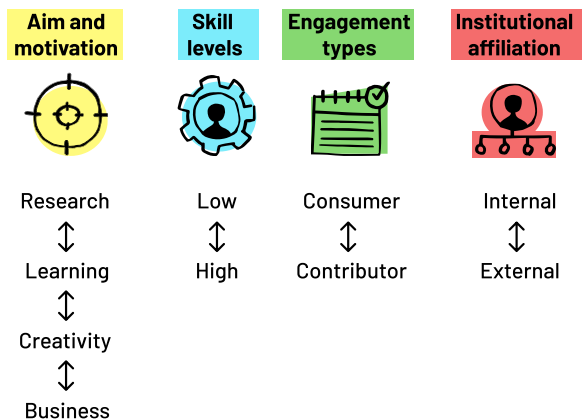 Aim and
motivation
Skill
levels
Engagement
types
Institutional
affiliation
Research
Low
Consumer
Internal
Learning
High
Contributor
External
Creativity
Business